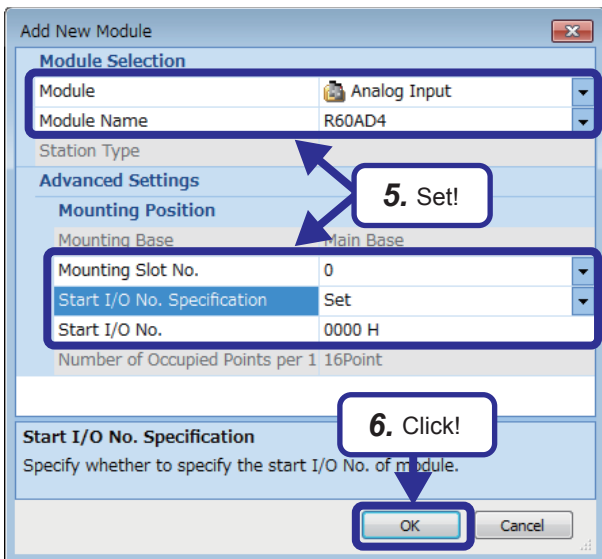 Add New Module
Module Selection
Module Analog Input
Module Name R60AD4
Station Type
Advanced Settings
5. Set!
Mounting Position
Mounting Base Main Base
Mounting Slot No. 0
Start I/O No. Specification Set
Start I/O No. 0000 H
Number of Occupied Points per 1 16Point
6. Click!
Start I/O No. Specification
Specify whether to specify the start I/O No. of module.
OK Cancel